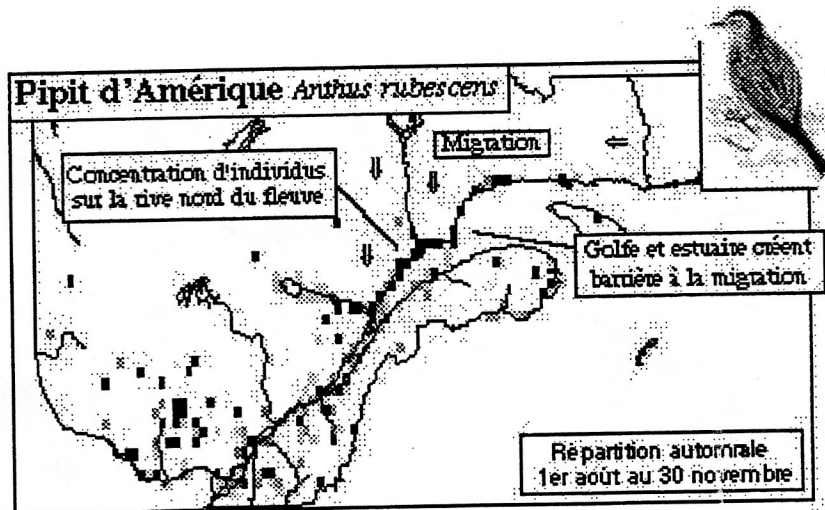 Pipit d'Amérique Anthus rubescens
Migration
Concentration d'individus
sur la rive nord du fleuve
Golfe et estuaire créent
barrière à la migration
Répartition automnale
1er août au 30 novembre